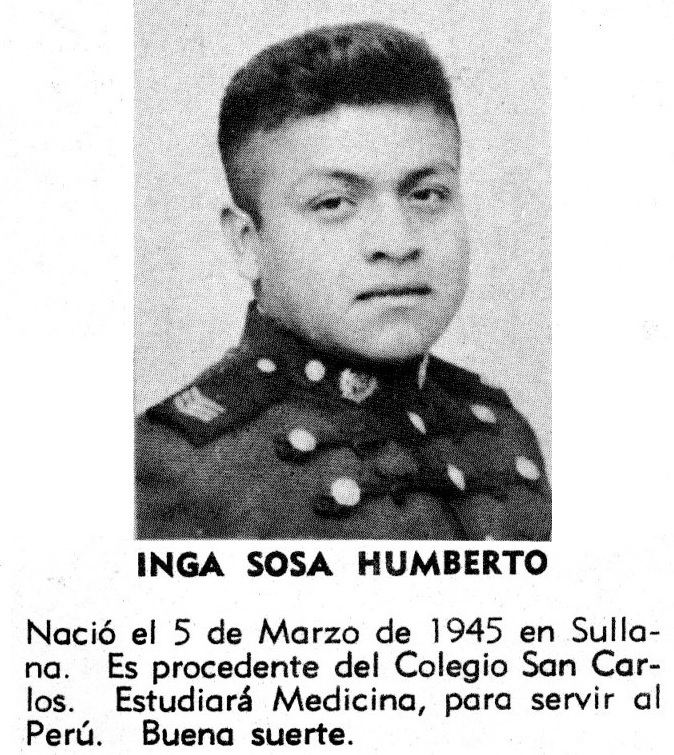 INGA SOSA HUMBERTO
Nació el 5 de Marzo de 1945 en Sulla-
na. Es procedente del Colegio San Car-
los. Estudiará Medicina, para servir al
Perú. Buena suerte.